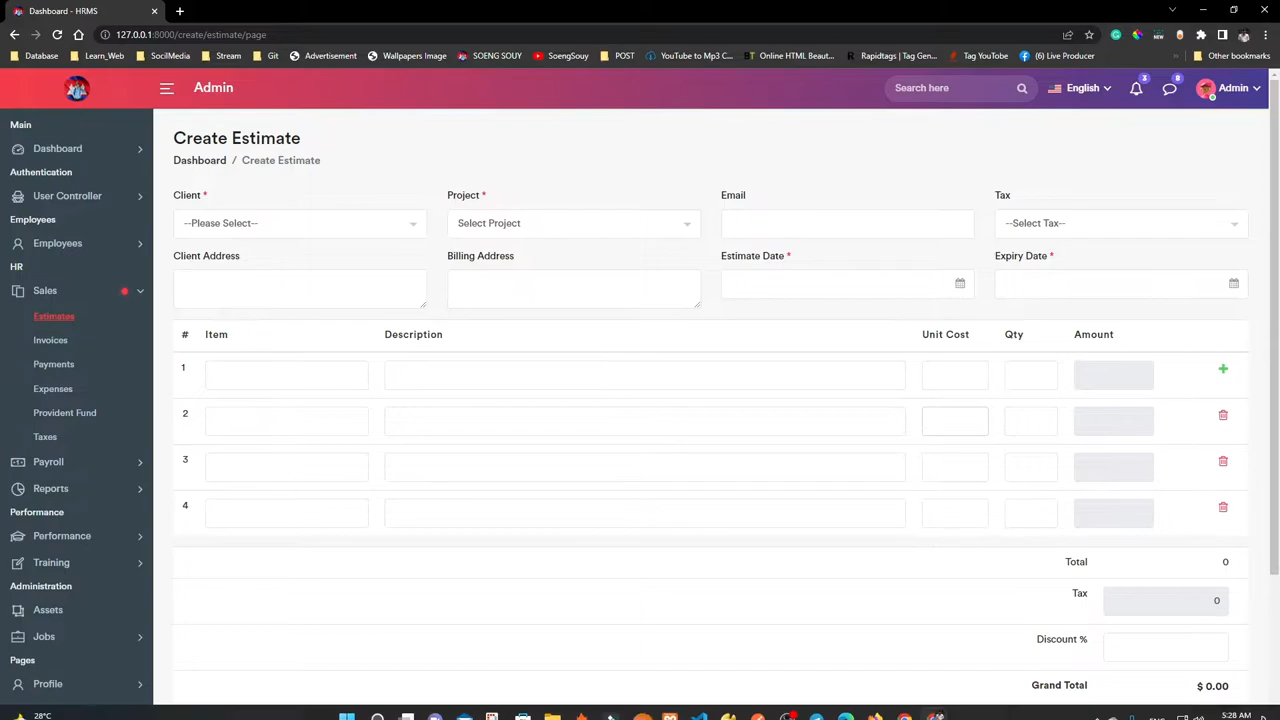 Dashboard - HRMS
127.0.0.1:8000/create/estimate/page
Database Learn_Web SocilMedia Stream Git Advertisement Wallpapers Image SOENG SOUY SoengSouy POST YouTube to Mp3 C... Online HTML Beaut... Rapidtags | Tag Gen... Tag YouTube (6) Live Producer Other bookmarks
Admin
Search here
English
3
8
Admin
Main
Dashboard
Authentication
User Controller
Employees
Employees
HR
Sales
Estimates
Invoices
Payments
Expenses
Provident Fund
Taxes
Payroll
Reports
Performance
Performance
Training
Administration
Assets
Jobs
Pages
Profile
Create Estimate
Dashboard / Create Estimate
Client * Project * Email Tax
--Please Select-- Select Project --Select Tax--
Client Address Billing Address Estimate Date * Expiry Date *
# Item Description Unit Cost Qty Amount
1
2
3
4
Total 0
Tax 0
Discount %
Grand Total $ 0.00
28°C
5:28 AM